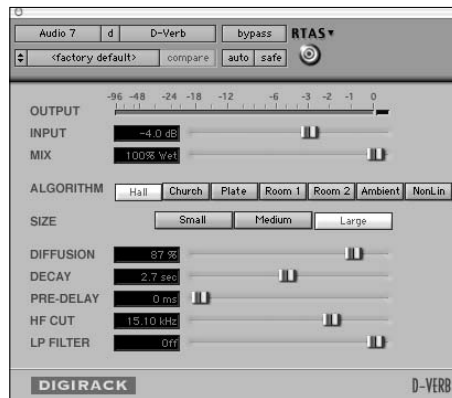 Audio 7 d D-Verb bypass RTAS
<factory default> compare auto safe
-96 -48 -24 -18 -12 -6 -3 -2 -1 0
OUTPUT
INPUT -4.0 dB
MIX 100% Wet
ALGORITHM Hall Church Plate Room 1 Room 2 Ambient NonLin
SIZE Small Medium Large
DIFFUSION 87 %
DECAY 2.7 sec
PRE-DELAY 0 ms
HF CUT 15.10 kHz
LP FILTER Off
DIGIRACK D-VERB